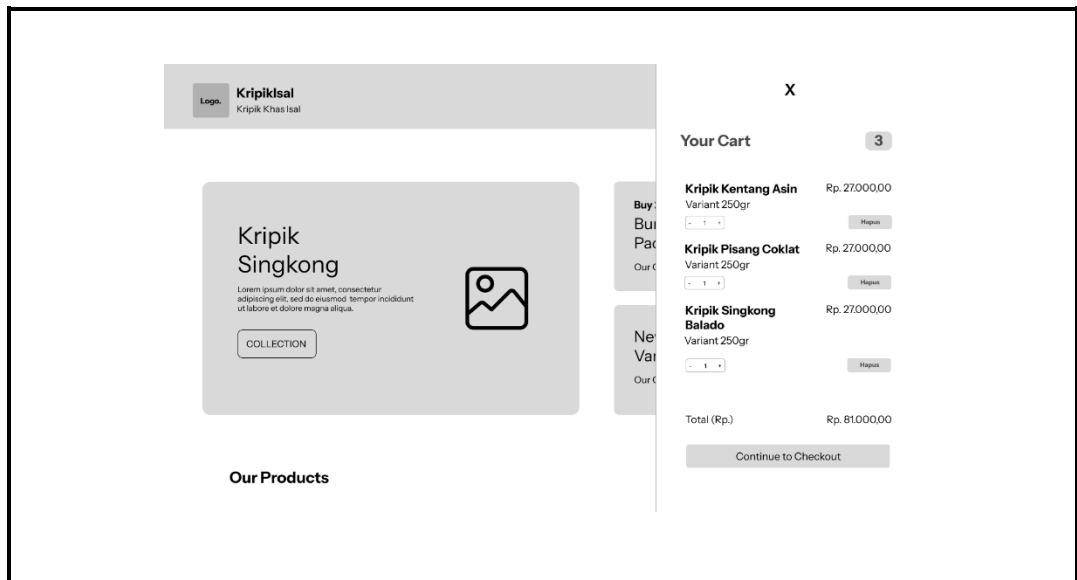 Logo.
KripikIsal
Kripik Khas Isal
Kripik
Singkong
Lorem ipsum dolor sit amet, consectetur
adipiscing elit, sed do eiusmod tempor incididunt
ut labore et dolore magna aliqua.
COLLECTION
Buy
Our Products
X
Your Cart 3
Kripik Kentang Asin Rp. 27.000,00
Variant 250gr
- 1 + Hapus
Kripik Pisang Coklat Rp. 27.000,00
Variant 250gr
- 1 + Hapus
Kripik Singkong Rp. 27.000,00
Balado
Variant 250gr
- 1 + Hapus
Total (Rp.) Rp. 81.000,00
Continue to Checkout